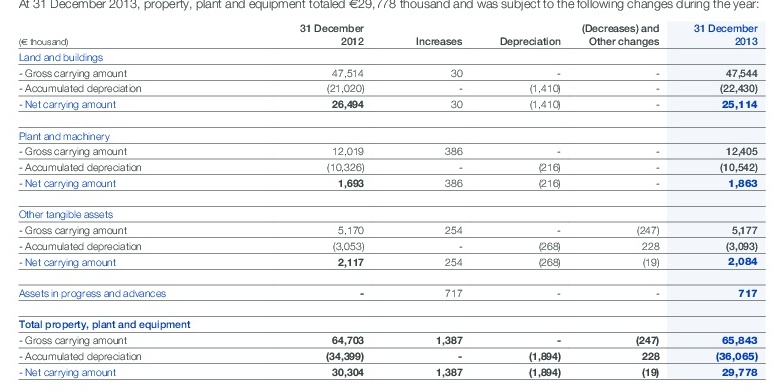 At 31 December 2013, property, plant and equipment totaled €29,778 thousand and was subject to the following changes during the year:
31 December (Decreases) and 31 December
(€ thousand) 2012 Increases Depreciation Other changes 2013
Land and buildings
- Gross carrying amount 47,514 30 - - 47,544
- Accumulated depreciation (21,020) - (1,410) - (22,430)
- Net carrying amount 26,494 30 (1,410) - 25,114
Plant and machinery
- Gross carrying amount 12,019 386 - - 12,405
- Accumulated depreciation (10,326) - (216) - (10,542)
- Net carrying amount 1,693 386 (216) - 1,863
Other tangible assets
- Gross carrying amount 5,170 254 - (247) 5,177
- Accumulated depreciation (3,053) - (268) 228 (3,093)
- Net carrying amount 2,117 254 (268) (19) 2,084
Assets in progress and advances - 717 - - 717
Total property, plant and equipment
- Gross carrying amount 64,703 1,387 - (247) 65,843
- Accumulated depreciation (34,399) - (1,894) 228 (36,065)
- Net carrying amount 30,304 1,387 (1,894) (19) 29,778